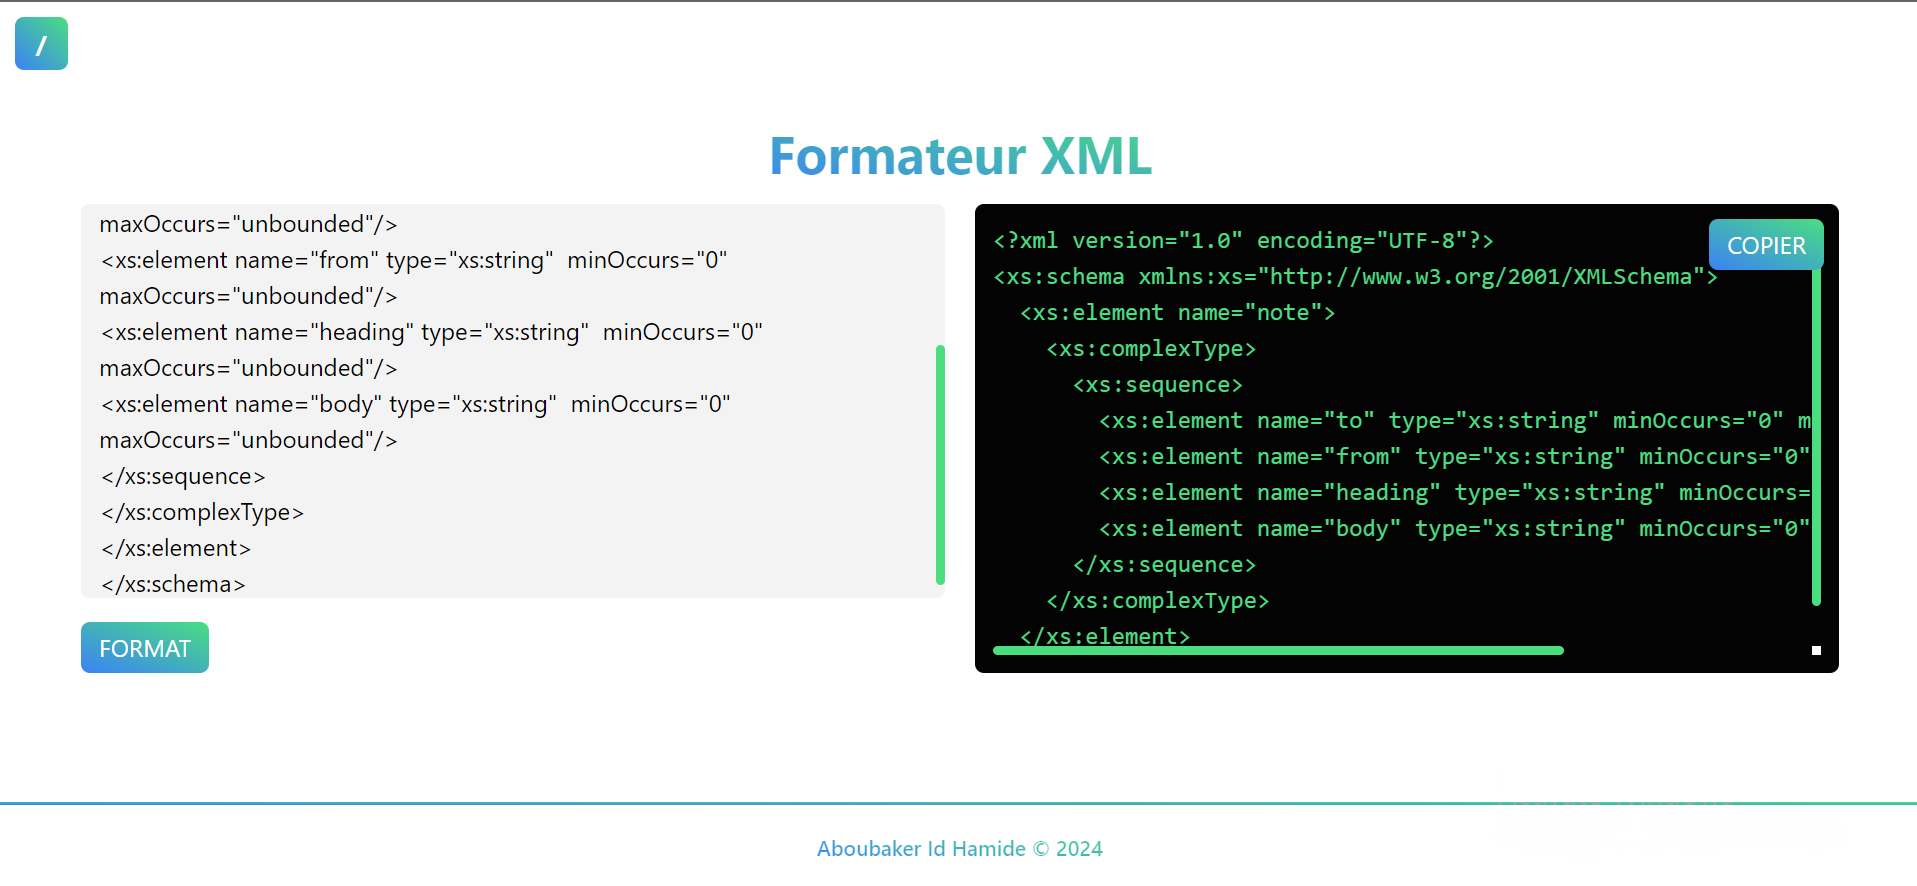 /
Formateur XML
maxOccurs="unbounded"/>
<xs:element name="from" type="xs:string"  minOccurs="0"
maxOccurs="unbounded"/>
<xs:element name="heading" type="xs:string"  minOccurs="0"
maxOccurs="unbounded"/>
<xs:element name="body" type="xs:string"  minOccurs="0"
maxOccurs="unbounded"/>
</xs:sequence>
</xs:complexType>
</xs:element>
</xs:schema>
FORMAT
COPIER
<?xml version="1.0" encoding="UTF-8"?>
<xs:schema xmlns:xs="http://www.w3.org/2001/XMLSchema">
  <xs:element name="note">
    <xs:complexType>
      <xs:sequence>
        <xs:element name="to" type="xs:string" minOccurs="0" m
        <xs:element name="from" type="xs:string" minOccurs="0"
        <xs:element name="heading" type="xs:string" minOccurs=
        <xs:element name="body" type="xs:string" minOccurs="0"
      </xs:sequence>
    </xs:complexType>
  </xs:element>
Aboubaker Id Hamide © 2024